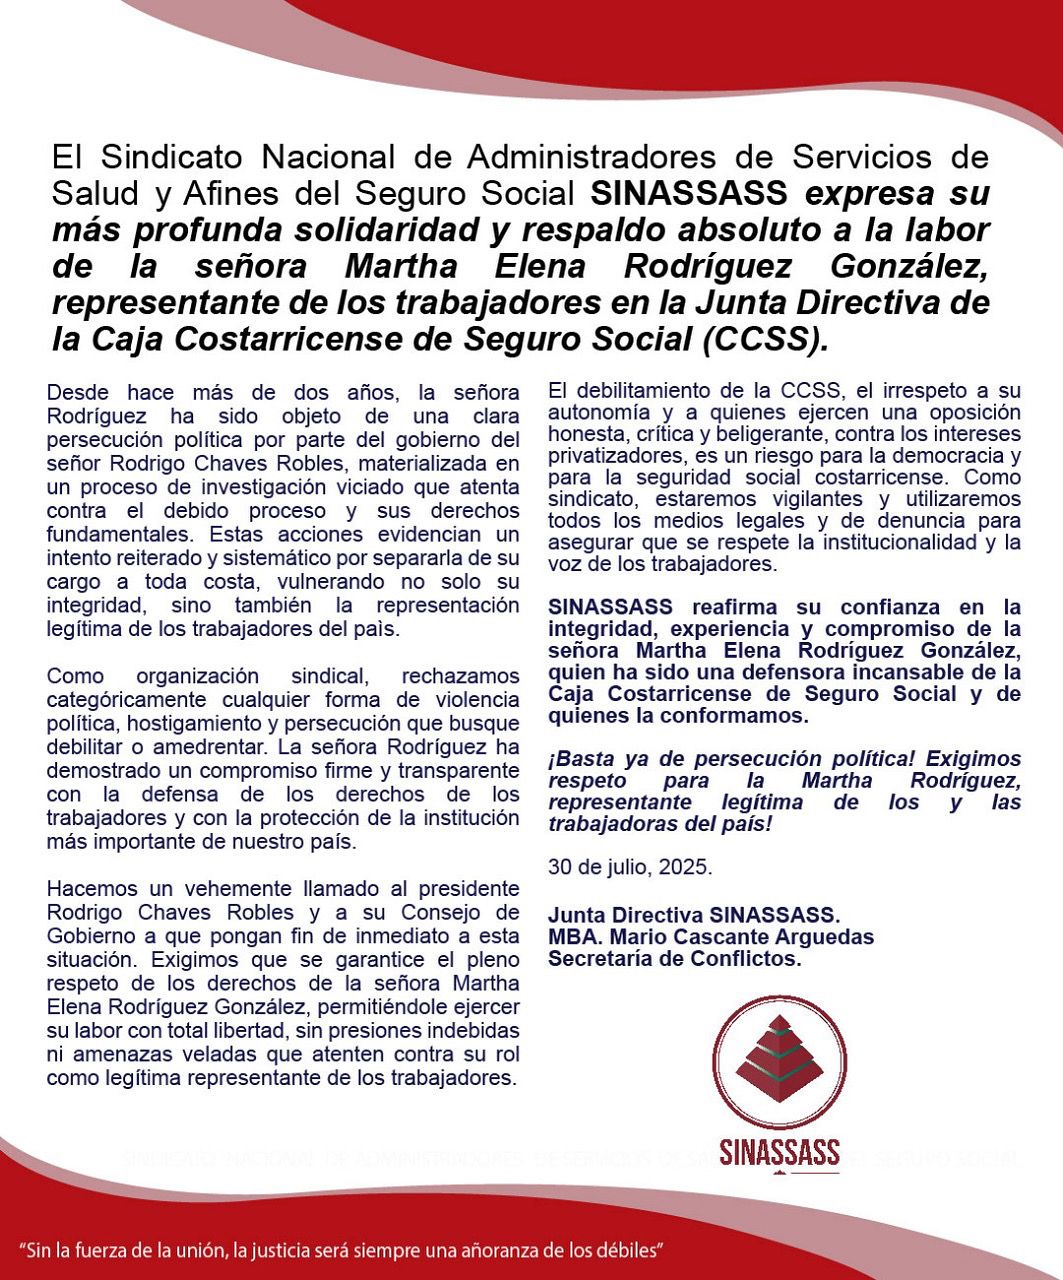 El Sindicato Nacional de Administradores de Servicios de
Salud y Afines del Seguro Social SINASSASS expresa su
más profunda solidaridad y respaldo absoluto a la labor
de la señora Martha Elena Rodríguez González,
representante de los trabajadores en la Junta Directiva de
la Caja Costarricense de Seguro Social (CCSS).
Desde hace más de dos años, la señora
Rodríguez ha sido objeto de una clara
persecución política por parte del gobierno del
señor Rodrigo Chaves Robles, materializada en
un proceso de investigación viciado que atenta
contra el debido proceso y sus derechos
fundamentales. Estas acciones evidencian un
intento reiterado y sistemático por separarla de su
cargo a toda costa, vulnerando no solo su
integridad, sino también la representación
legítima de los trabajadores del paìs.
Como organización sindical, rechazamos
categóricamente cualquier forma de violencia
política, hostigamiento y persecución que busque
debilitar o amedrentar. La señora Rodríguez ha
demostrado un compromiso firme y transparente
con la defensa de los derechos de los
trabajadores y con la protección de la institución
más importante de nuestro país.
Hacemos un vehemente llamado al presidente
Rodrigo Chaves Robles y a su Consejo de
Gobierno a que pongan fin de inmediato a esta
situación. Exigimos que se garantice el pleno
respeto de los derechos de la señora Martha
Elena Rodríguez González, permitiéndole ejercer
su labor con total libertad, sin presiones indebidas
ni amenazas veladas que atenten contra su rol
como legítima representante de los trabajadores.
El debilitamiento de la CCSS, el irrespeto a su
autonomía y a quienes ejercen una oposición
honesta, crítica y beligerante, contra los intereses
privatizadores, es un riesgo para la democracia y
para la seguridad social costarricense. Como
sindicato, estaremos vigilantes y utilizaremos
todos los medios legales y de denuncia para
asegurar que se respete la institucionalidad y la
voz de los trabajadores.
SINASSASS reafirma su confianza en la
integridad, experiencia y compromiso de la
señora Martha Elena Rodríguez González,
quien ha sido una defensora incansable de la
Caja Costarricense de Seguro Social y de
quienes la conformamos.
¡Basta ya de persecución política! Exigimos
respeto para la Martha Rodríguez,
representante legítima de los y las
trabajadoras del país!
30 de julio, 2025.
Junta Directiva SINASSASS.
MBA. Mario Cascante Arguedas
Secretaría de Conflictos.
SINASSASS
SINDICATO NACIONAL DE ADMINISTRADORES DE SERVICIOS DE SALUD DEL SEGURO SOCIAL
“Sin la fuerza de la unión, la justicia será siempre una añoranza de los débiles”